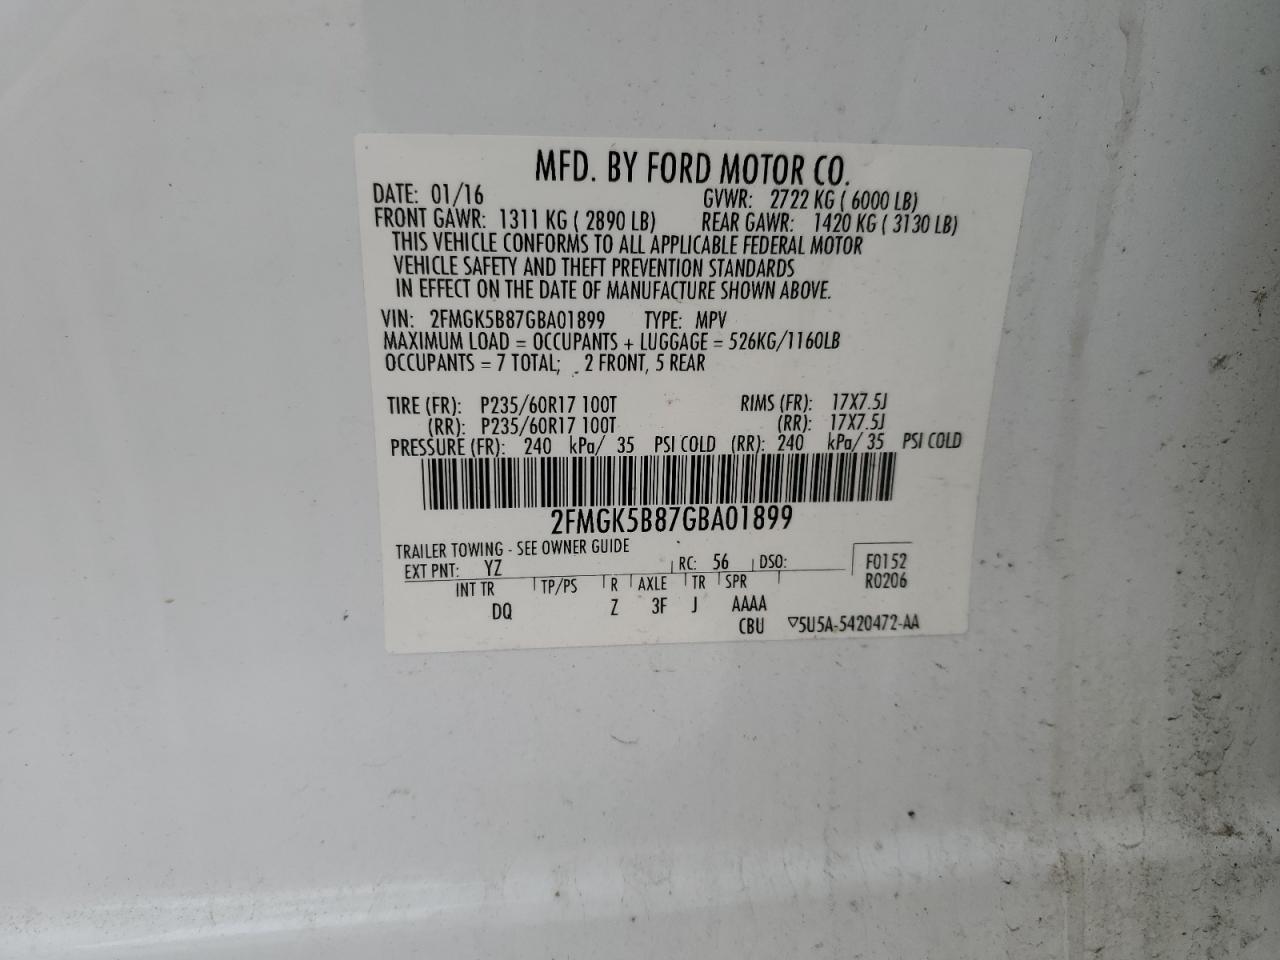 MFD. BY FORD MOTOR CO.
DATE: 01/16 GVWR: 2722 KG ( 6000 LB)
FRONT GAWR: 1311 KG ( 2890 LB) REAR GAWR: 1420 KG ( 3130 LB)
THIS VEHICLE CONFORMS TO ALL APPLICABLE FEDERAL MOTOR
VEHICLE SAFETY AND THEFT PREVENTION STANDARDS
IN EFFECT ON THE DATE OF MANUFACTURE SHOWN ABOVE.
VIN: 2FMGK5B87GBA01899 TYPE: MPV
MAXIMUM LOAD = OCCUPANTS + LUGGAGE = 526KG/1160LB
OCCUPANTS = 7 TOTAL; 2 FRONT, 5 REAR
TIRE (FR): P235/60R17 100T RIMS (FR): 17X7.5J
(RR): P235/60R17 100T (RR): 17X7.5J
PRESSURE (FR): 240 kPa/ 35 PSI COLD (RR): 240 kPa/ 35 PSI COLD
2FMGK5B87GBA01899
TRAILER TOWING - SEE OWNER GUIDE
EXT PNT: YZ RC: 56 DSO: F0152
INT TR TP/PS R AXLE TR SPR R0206
DQ Z 3F J AAAA
CBU ▽5U5A-5420472-AA